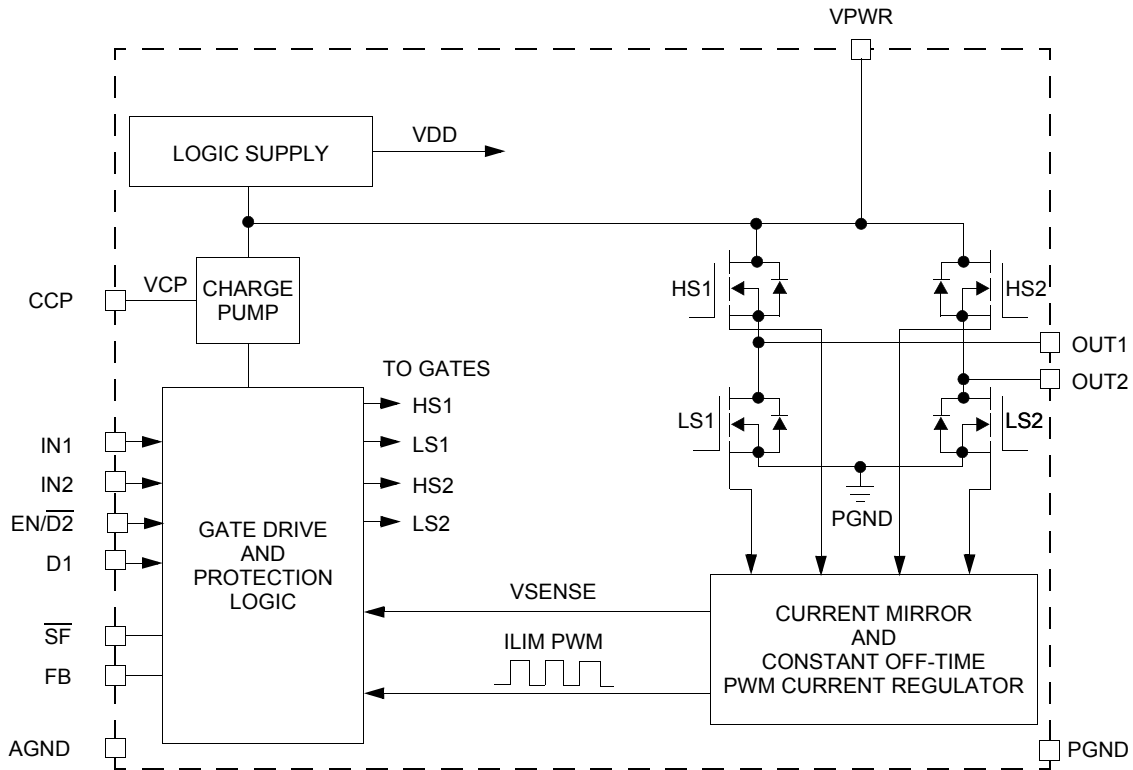 VPWR
LOGIC SUPPLY
VDD
CCP
VCP
CHARGE
PUMP
HS1
HS2
OUT1
OUT2
TO GATES
HS1
LS1
HS2
LS2
LS1
LS2
PGND
IN1
IN2
EN/D2
D1
SF
FB
AGND
GATE DRIVE
AND
PROTECTION
LOGIC
VSENSE
ILIM PWM
CURRENT MIRROR
AND
CONSTANT OFF-TIME
PWM CURRENT REGULATOR
PGND